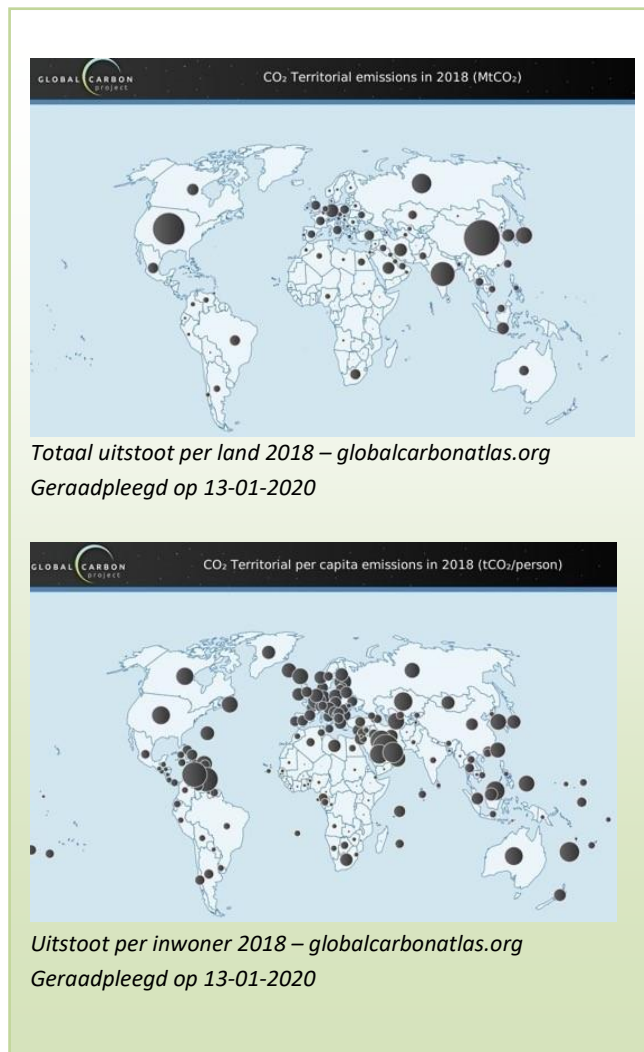 GLOBAL CARBON
project
CO₂ Territorial emissions in 2018 (MtCO₂)
Totaal uitstoot per land 2018 – globalcarbonatlas.org
Geraadpleegd op 13-01-2020
GLOBAL CARBON
project
CO₂ Territorial per capita emissions in 2018 (tCO₂/person)
Uitstoot per inwoner 2018 – globalcarbonatlas.org
Geraadpleegd op 13-01-2020